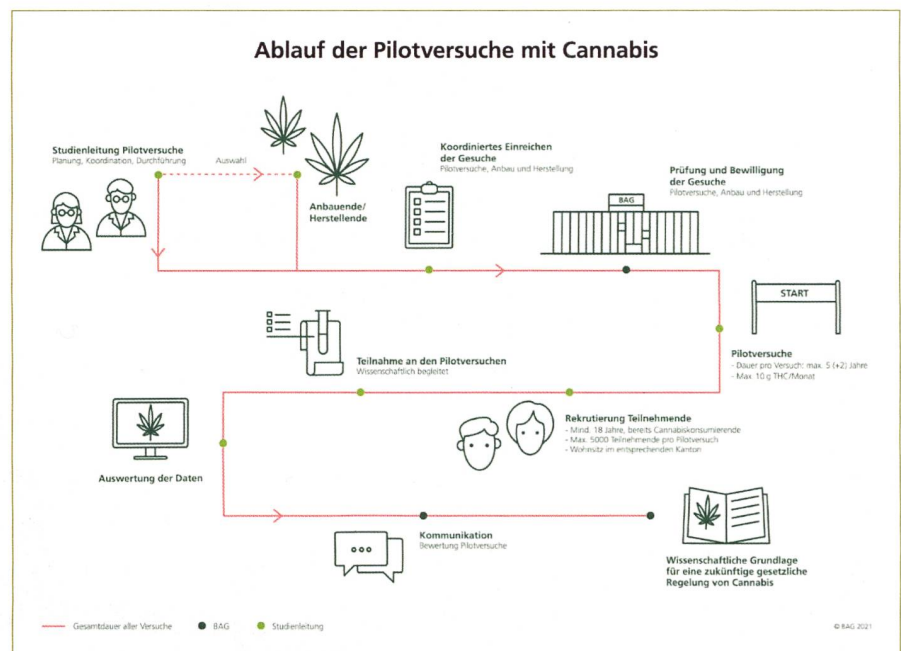 Ablauf der Pilotversuche mit Cannabis
Studienleitung Pilotversuche
Planung, Koordination, Durchführung
Auswahl
Anbauende/
Herstellende
Koordiniertes Einreichen
der Gesuche
Pilotversuche, Anbau und Herstellung
Prüfung und Bewilligung
der Gesuche
Pilotversuche, Anbau und Herstellung
BAG
START
Pilotversuche
- Dauer pro Versuch: max. 5 (+2) Jahre
- Max. 10 g THC/Monat
Teilnahme an den Pilotversuchen
Wissenschaftlich begleitet
Rekrutierung Teilnehmende
- Mind. 18 Jahre, bereits Cannabiskonsumierende
- Max. 5000 Teilnehmende pro Pilotversuch
- Wohnsitz im entsprechenden Kanton
Auswertung der Daten
Kommunikation
Bewertung Pilotversuche
Wissenschaftliche Grundlage
für eine zukünftige gesetzliche
Regelung von Cannabis
Gesamtdauer aller Versuche
BAG
Studienleitung
© BAG 2021